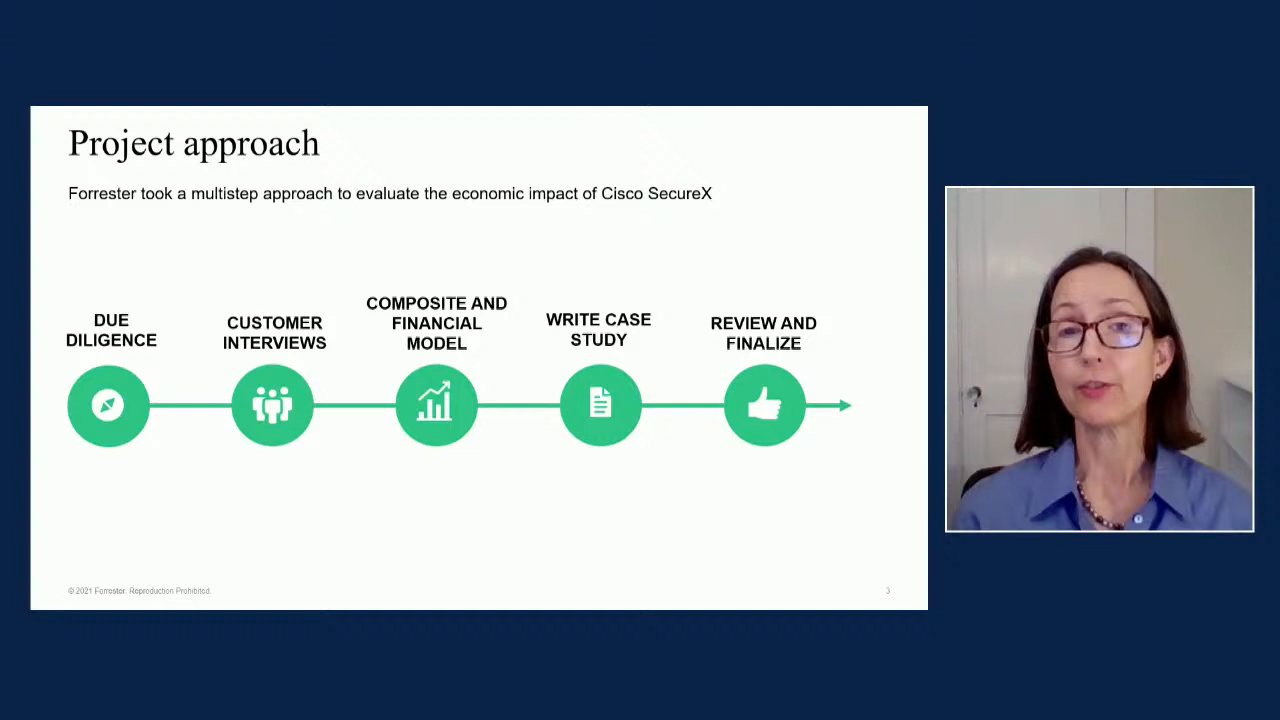 Project approach
Forrester took a multistep approach to evaluate the economic impact of Cisco SecureX
DUE
DILIGENCE
CUSTOMER
INTERVIEWS
COMPOSITE AND
FINANCIAL
MODEL
WRITE CASE
STUDY
REVIEW AND
FINALIZE
© 2021 Forrester. Reproduction Prohibited.
3